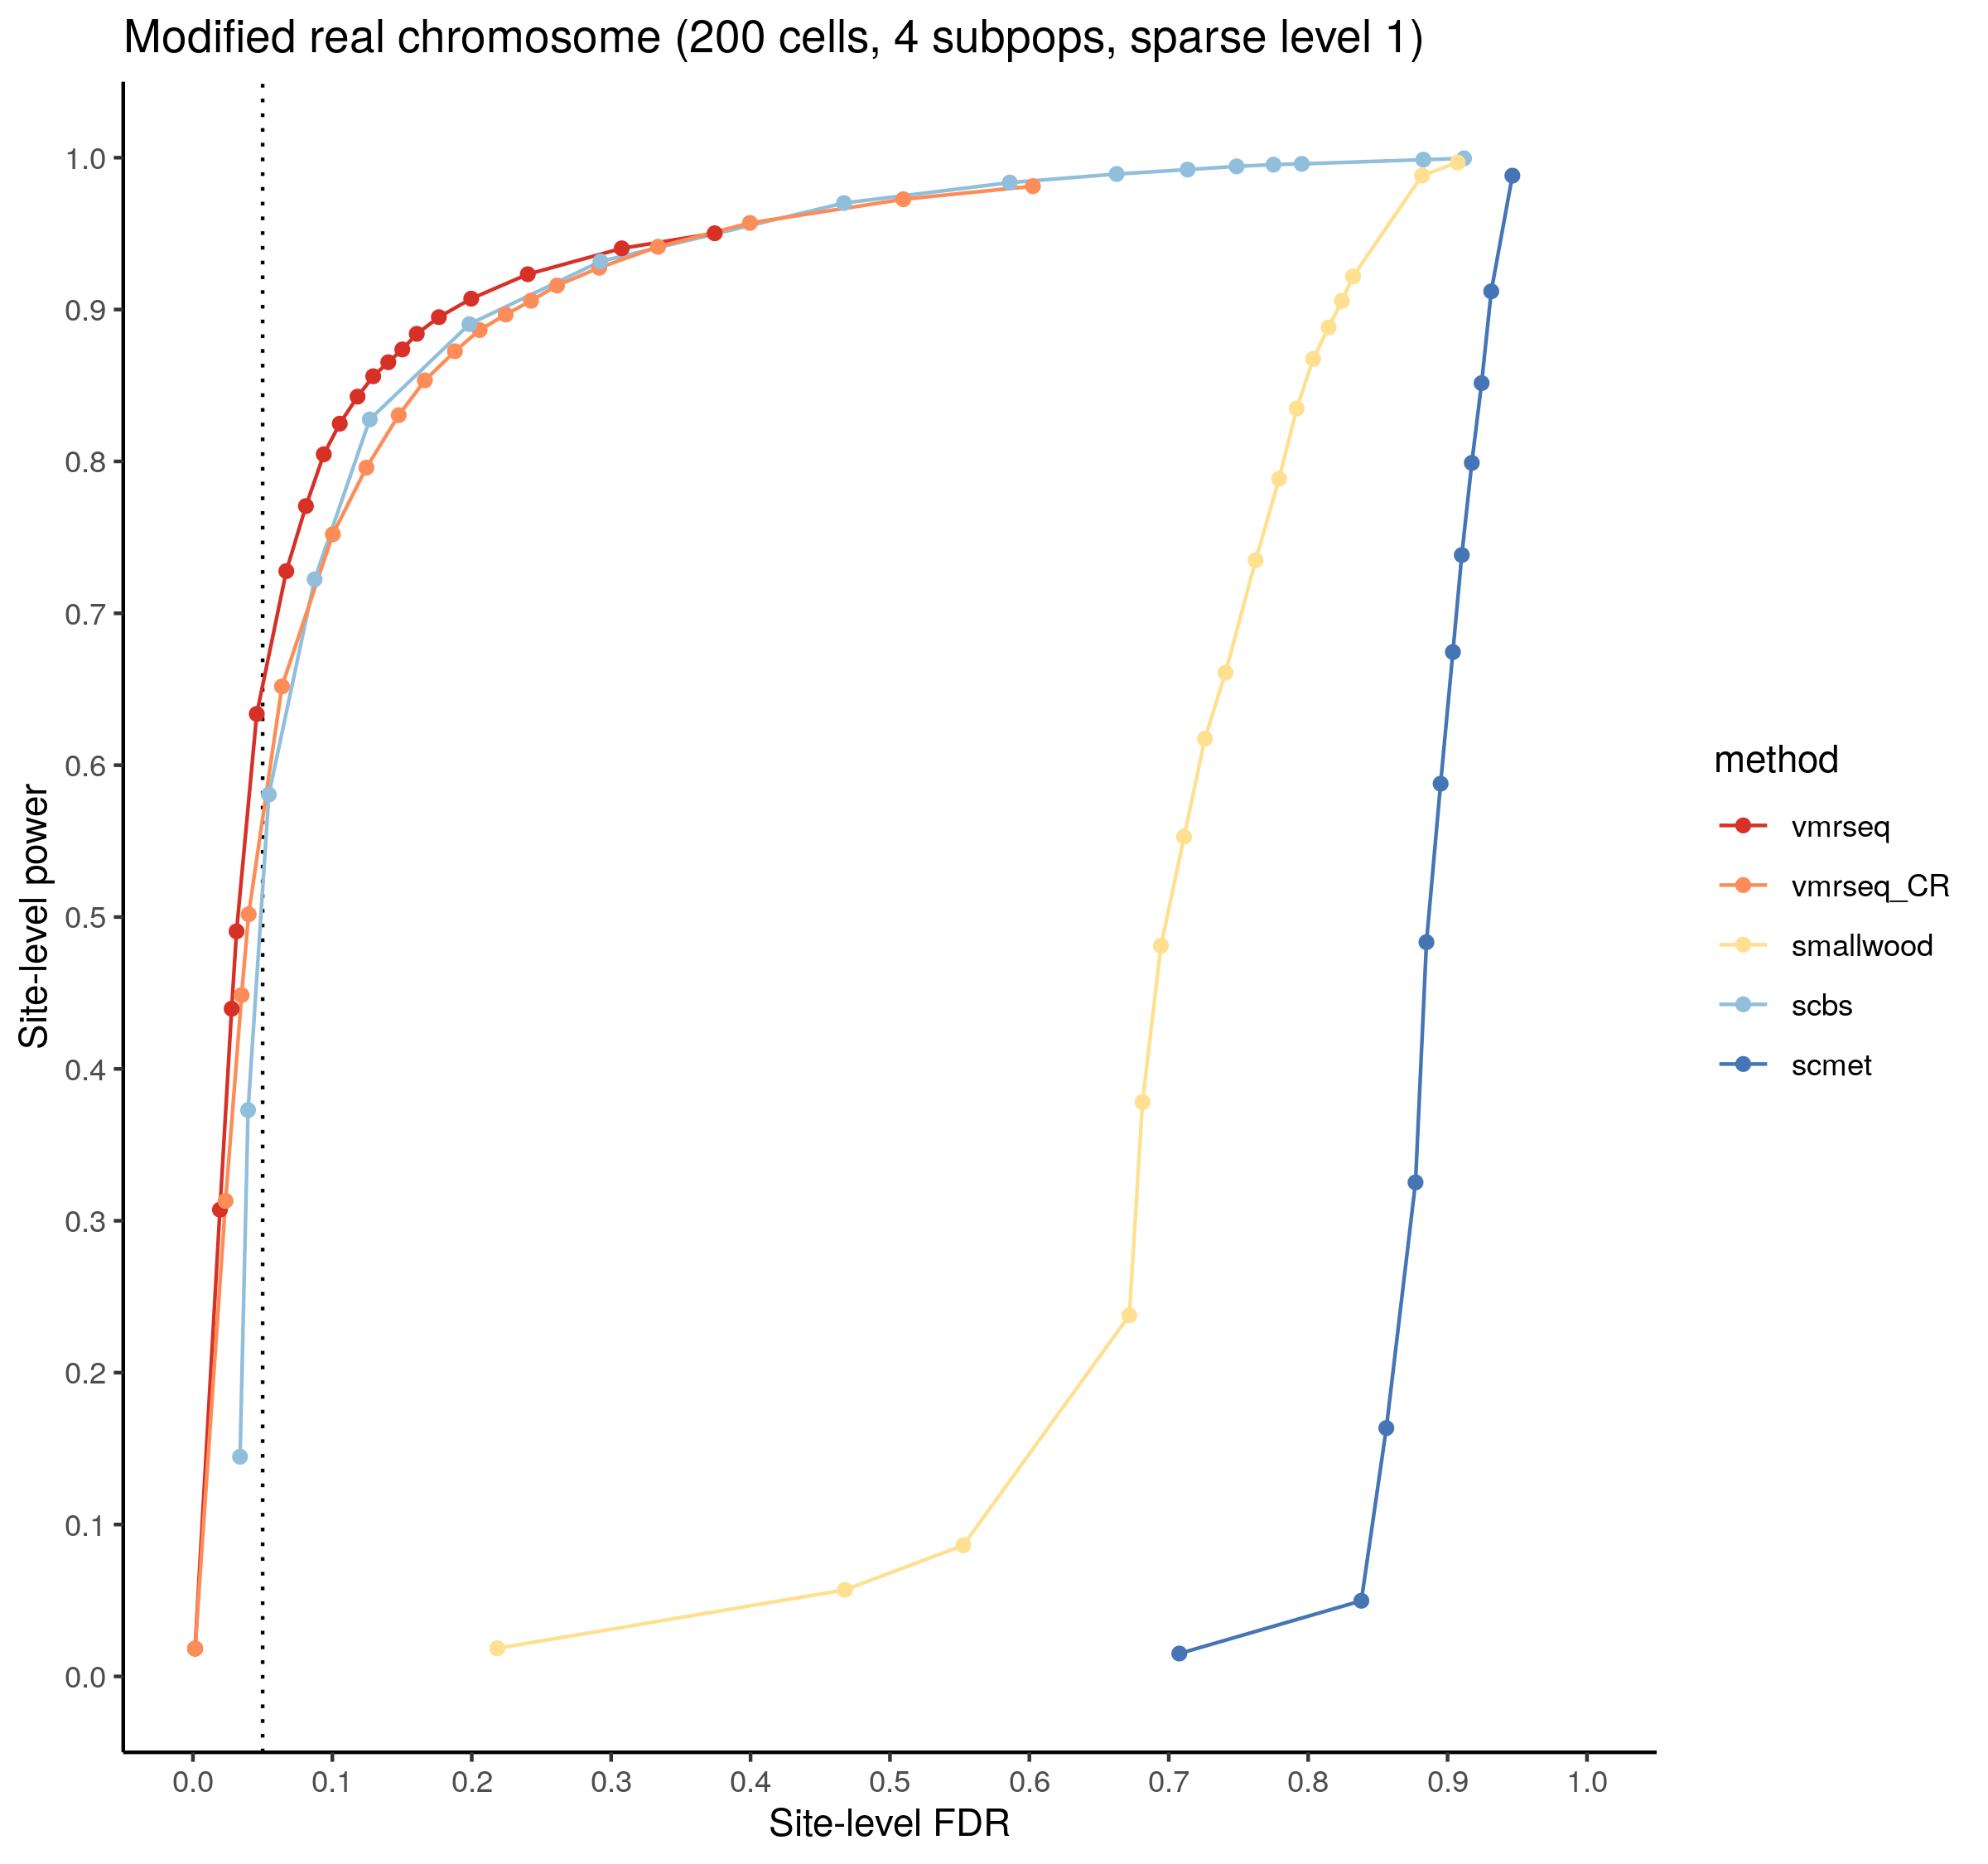 Modified real chromosome (200 cells, 4 subpops, sparse level 1)
Site-level power
1.0
0.9
0.8
0.7
0.6
0.5
0.4
0.3
0.2
0.1
0.0
0.0 0.1 0.2 0.3 0.4 0.5 0.6 0.7 0.8 0.9 1.0
Site-level FDR
method
vmrseq
vmrseq_CR
smallwood
scbs
scmet